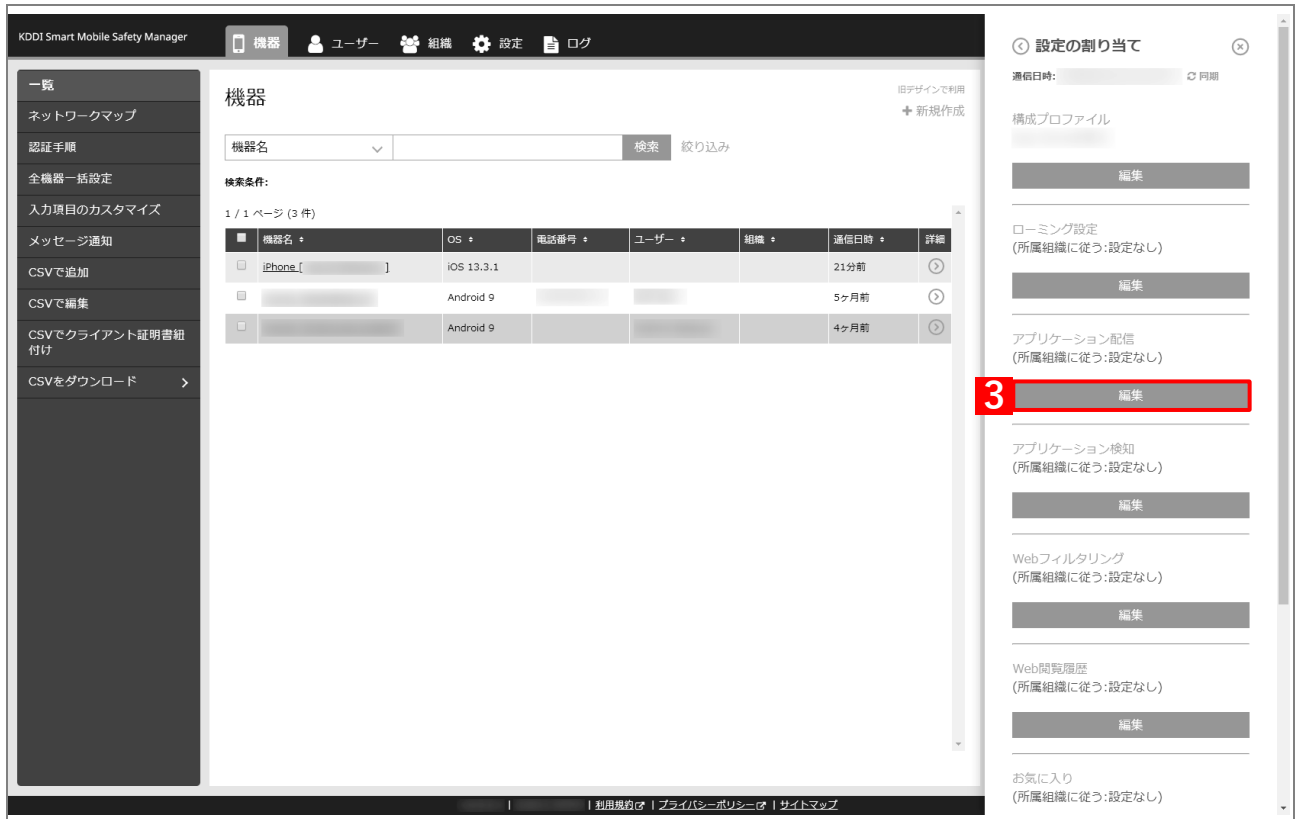 KDDI Smart Mobile Safety Manager
機器
ユーザー
組織
設定
ログ
一覧
ネットワークマップ
認証手順
全機器一括設定
入力項目のカスタマイズ
メッセージ通知
CSVで追加
CSVで編集
CSVでクライアント証明書紐
付け
CSVをダウンロード
機器
旧デザインで利用
新規作成
機器名
検索
絞り込み
検索条件:
1 / 1 ページ (3 件)
機器名 OS 電話番号 ユーザー 組織 通信日時 詳細
iPhone [ ] iOS 13.3.1 21分前
Android 9 5ヶ月前
Android 9 4ヶ月前
設定の割り当て
通信日時: 同期
構成プロファイル
編集
ローミング設定
(所属組織に従う:設定なし)
編集
アプリケーション配信
(所属組織に従う:設定なし)
3 編集
アプリケーション検知
(所属組織に従う:設定なし)
編集
Webフィルタリング
(所属組織に従う:設定なし)
編集
Web閲覧履歴
(所属組織に従う:設定なし)
編集
お気に入り
(所属組織に従う:設定なし)
| | 利用規約 | プライバシーポリシー | サイトマップ